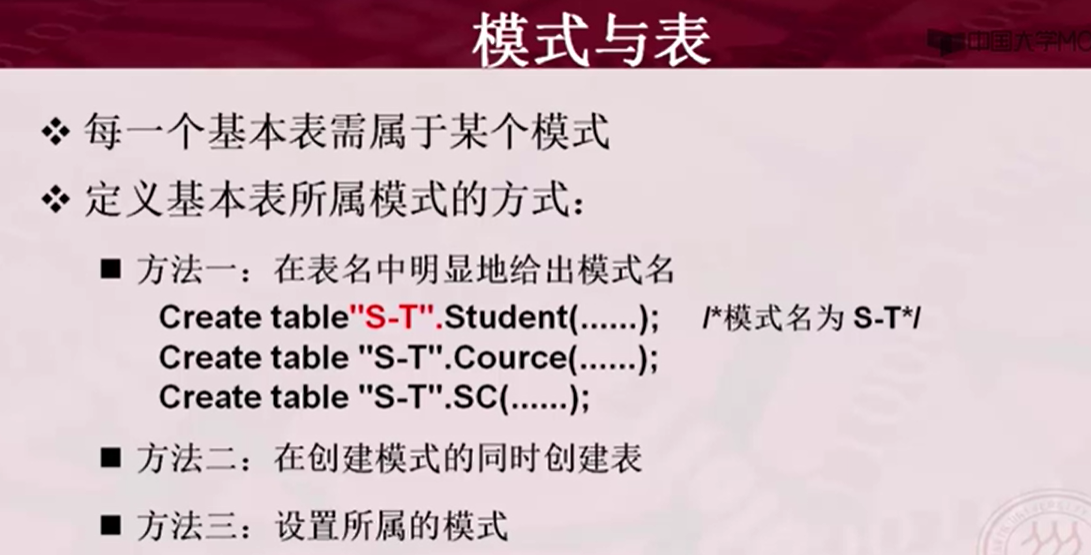 模式与表
中国大学MO
❖ 每一个基本表需属于某个模式
❖ 定义基本表所属模式的方式：
■ 方法一：在表名中明显地给出模式名
Create table"S-T".Student(......); /*模式名为 S-T*/
Create table "S-T".Cource(......);
Create table "S-T".SC(......);
■ 方法二：在创建模式的同时创建表
■ 方法三：设置所属的模式